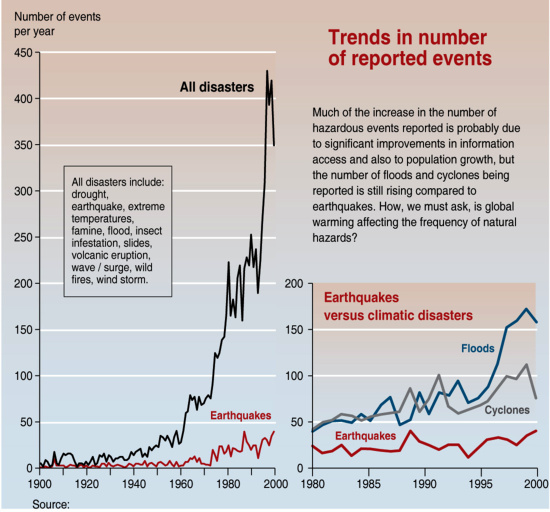 Number of events
per year
Trends in number
of reported events
450
400
350
300
250
200
150
100
50
0
All disasters
All disasters include:
drought,
earthquake, extreme
temperatures,
famine, flood, insect
infestation, slides,
volcanic eruption,
wave / surge, wild
fires, wind storm.
Earthquakes
1900
1920
1940
1960
1980
2000
Much of the increase in the number of
hazardous events reported is probably due
to significant improvements in information
access and also to population growth, but
the number of floods and cyclones being
reported is still rising compared to
earthquakes. How, we must ask, is global
warming affecting the frequency of natural
hazards?
200
150
100
50
0
Earthquakes
versus climatic disasters
Floods
Cyclones
Earthquakes
1980
1985
1990
1995
2000
Source: